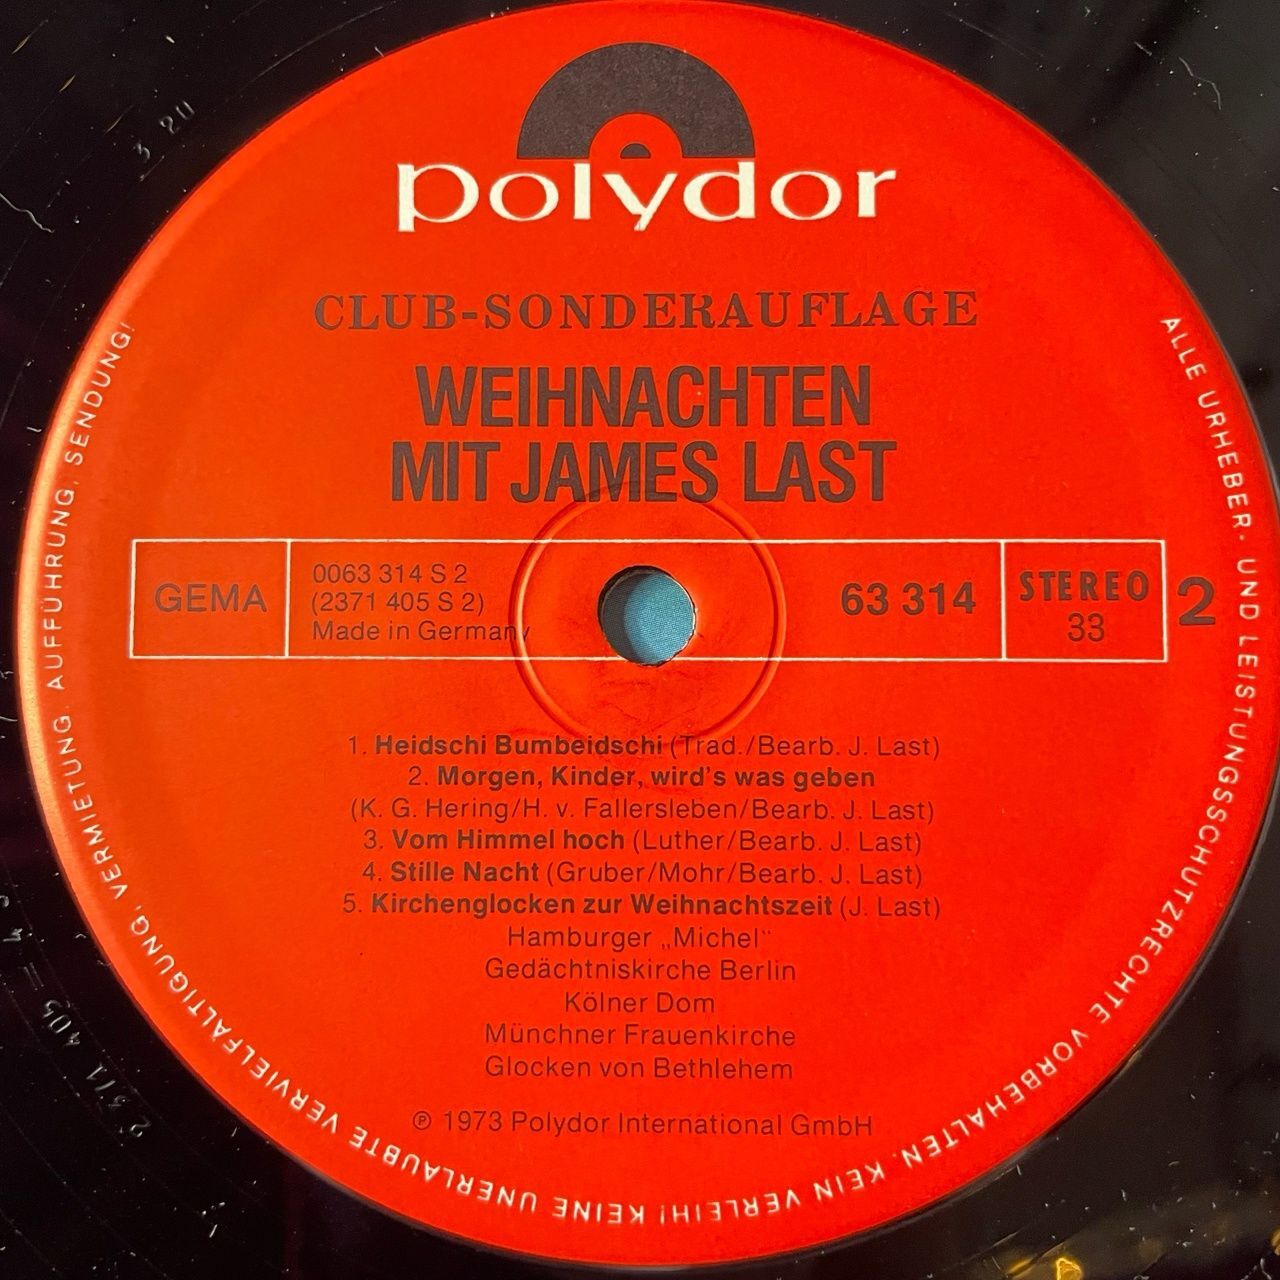 polydor
CLUB-SONDERAUFLAGE
WEIHNACHTEN
MIT JAMES LAST
GEMA
0063 314 S 2
(2371 405 S 2)
Made in Germany
63 314
STEREO
33
2
1. Heidschi Bumbeidschi (Trad./Bearb. J. Last)
2. Morgen, Kinder, wird's was geben
(K. G. Hering/H. v. Fallersleben/Bearb. J. Last)
3. Vom Himmel hoch (Luther/Bearb. J. Last)
4. Stille Nacht (Gruber/Mohr/Bearb. J. Last)
5. Kirchenglocken zur Weihnachtszeit (J. Last)
Hamburger „Michel“
Gedächtniskirche Berlin
Kölner Dom
Münchner Frauenkirche
Glocken von Bethlehem
℗ 1973 Polydor International GmbH
ALLE URHEBER- UND LEISTUNGSSCHUTZRECHTE VORBEHALTEN. KEIN VERLEIH! KEINE UNERLAUBTE VERVIELFÄLTIGUNG, VERMIETUNG, AUFFÜHRUNG, SENDUNG!
3 20
2371 405